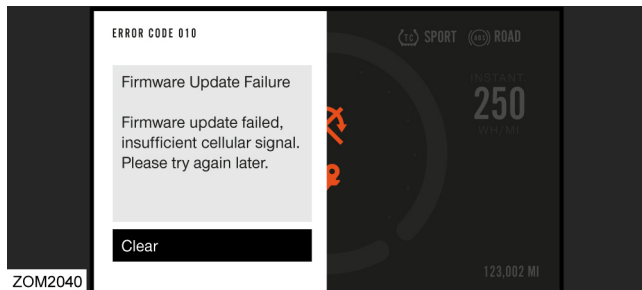 ERROR CODE 010
Firmware Update Failure
Firmware update failed,
insufficient cellular signal.
Please try again later.
Clear
(TC) SPORT (ABS) ROAD
INSTANT
250
WH/MI
123,002 MI
ZOM2040